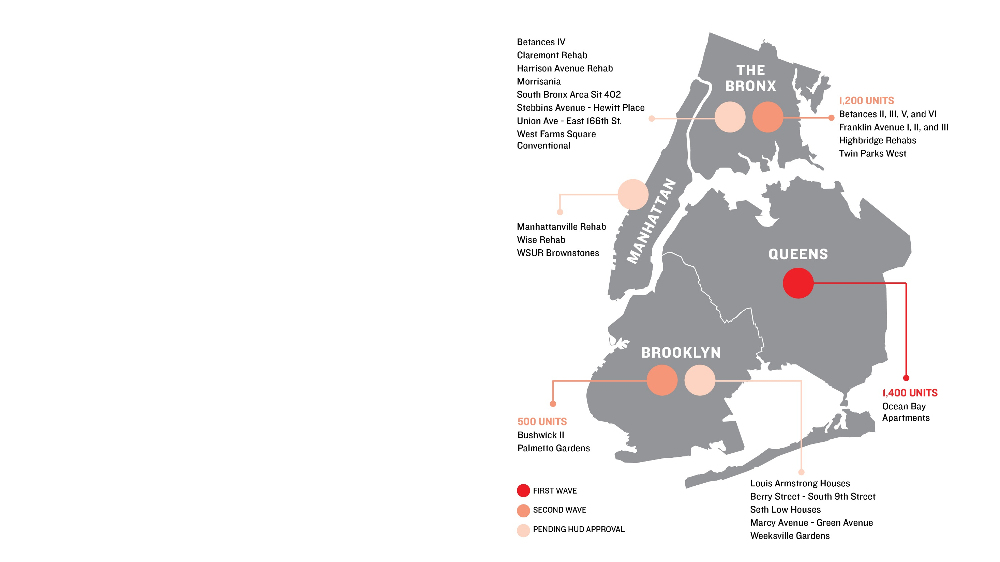 Betances IV
Claremont Rehab
Harrison Avenue Rehab
Morrisania
South Bronx Area Sit 402
Stebbins Avenue - Hewitt Place
Union Ave - East 166th St.
West Farms Square
Conventional
THE
BRONX
1,200 UNITS
Betances II, III, V, and VI
Franklin Avenue I, II, and III
Highbridge Rehabs
Twin Parks West
MANHATTAN
Manhattanville Rehab
Wise Rehab
WSUR Brownstones
QUEENS
1,400 UNITS
Ocean Bay
Apartments
BROOKLYN
500 UNITS
Bushwick II
Palmetto Gardens
Louis Armstrong Houses
Berry Street - South 9th Street
Seth Low Houses
Marcy Avenue - Green Avenue
Weeksville Gardens
FIRST WAVE
SECOND WAVE
PENDING HUD APPROVAL